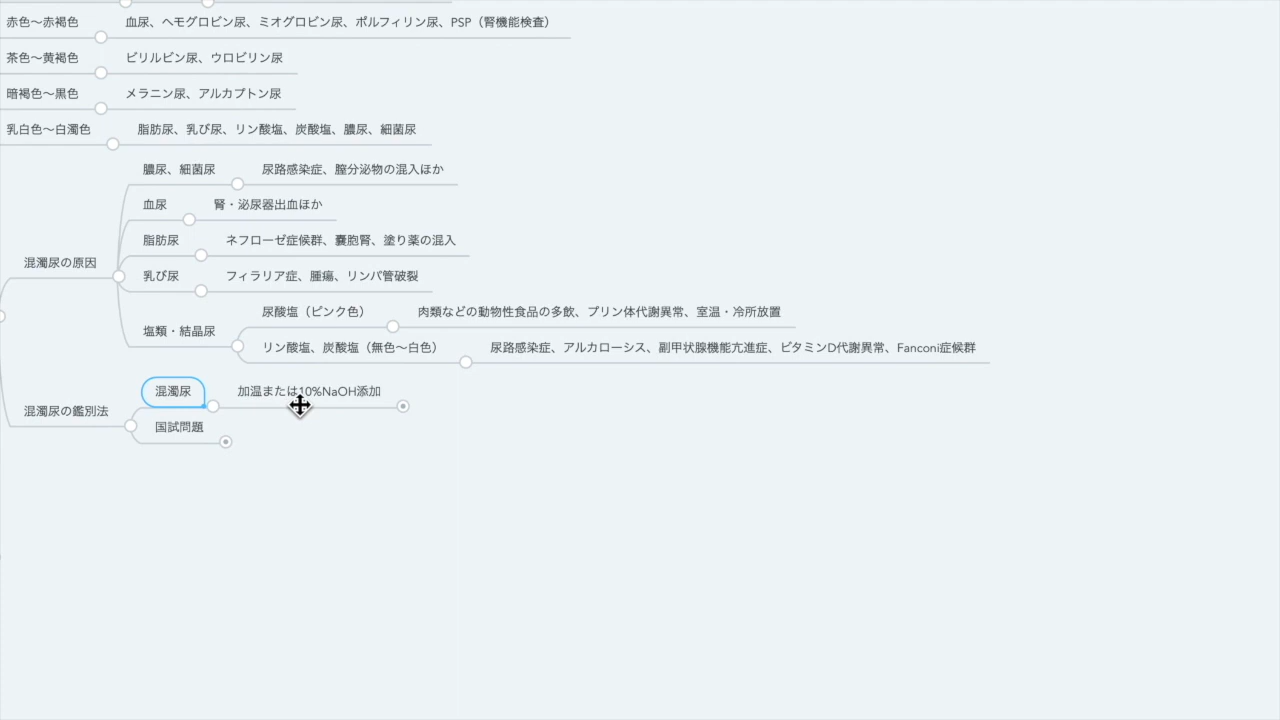 赤色〜赤褐色
血尿、ヘモグロビン尿、ミオグロビン尿、ポルフィリン尿、PSP（腎機能検査）
茶色〜黄褐色
ビリルビン尿、ウロビリン尿
暗褐色〜黒色
メラニン尿、アルカプトン尿
乳白色〜白濁色
脂肪尿、乳び尿、リン酸塩、炭酸塩、膿尿、細菌尿
混濁尿の原因
膿尿、細菌尿
尿路感染症、膣分泌物の混入ほか
血尿
腎・泌尿器出血ほか
脂肪尿
ネフローゼ症候群、嚢胞腎、塗り薬の混入
乳び尿
フィラリア症、腫瘍、リンパ管破裂
塩類・結晶尿
尿酸塩（ピンク色）
肉類などの動物性食品の多飲、プリン体代謝異常、室温・冷所放置
リン酸塩、炭酸塩（無色〜白色）
尿路感染症、アルカローシス、副甲状腺機能亢進症、ビタミンD代謝異常、Fanconi症候群
混濁尿の鑑別法
混濁尿
加温または10%NaOH添加
国試問題